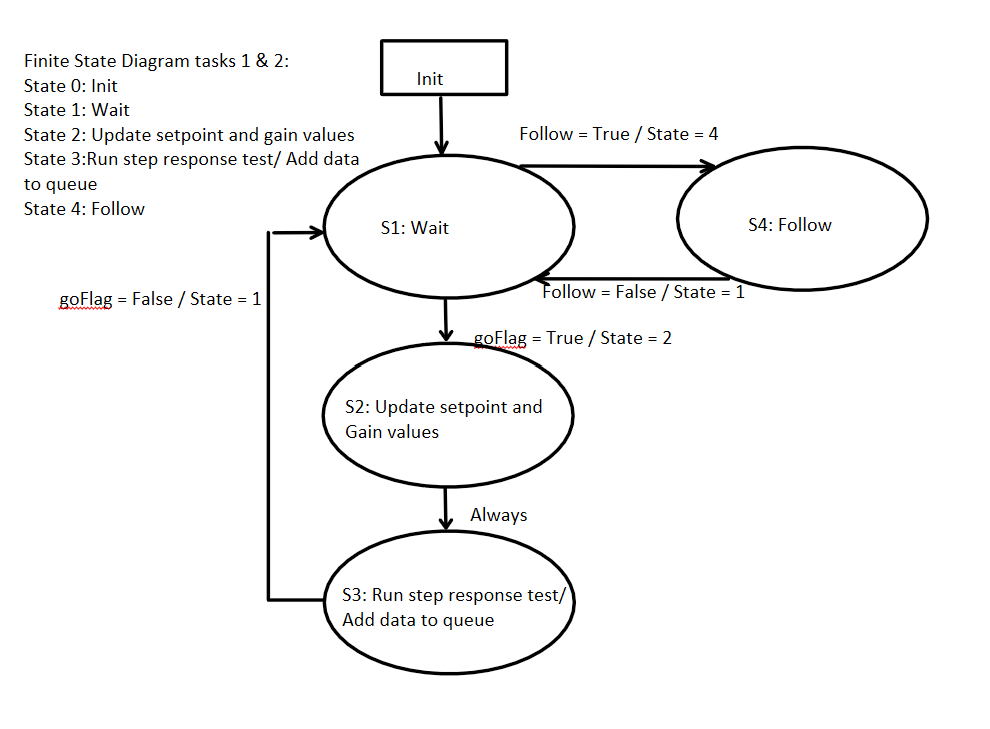 Finite State Diagram tasks 1 & 2:
State 0: Init
State 1: Wait
State 2: Update setpoint and gain values
State 3:Run step response test/ Add data
to queue
State 4: Follow
Init
Follow = True / State = 4
S1: Wait
S4: Follow
goFlag = False / State = 1
Follow = False / State = 1
goFlag = True / State = 2
S2: Update setpoint and
Gain values
Always
S3: Run step response test/
Add data to queue